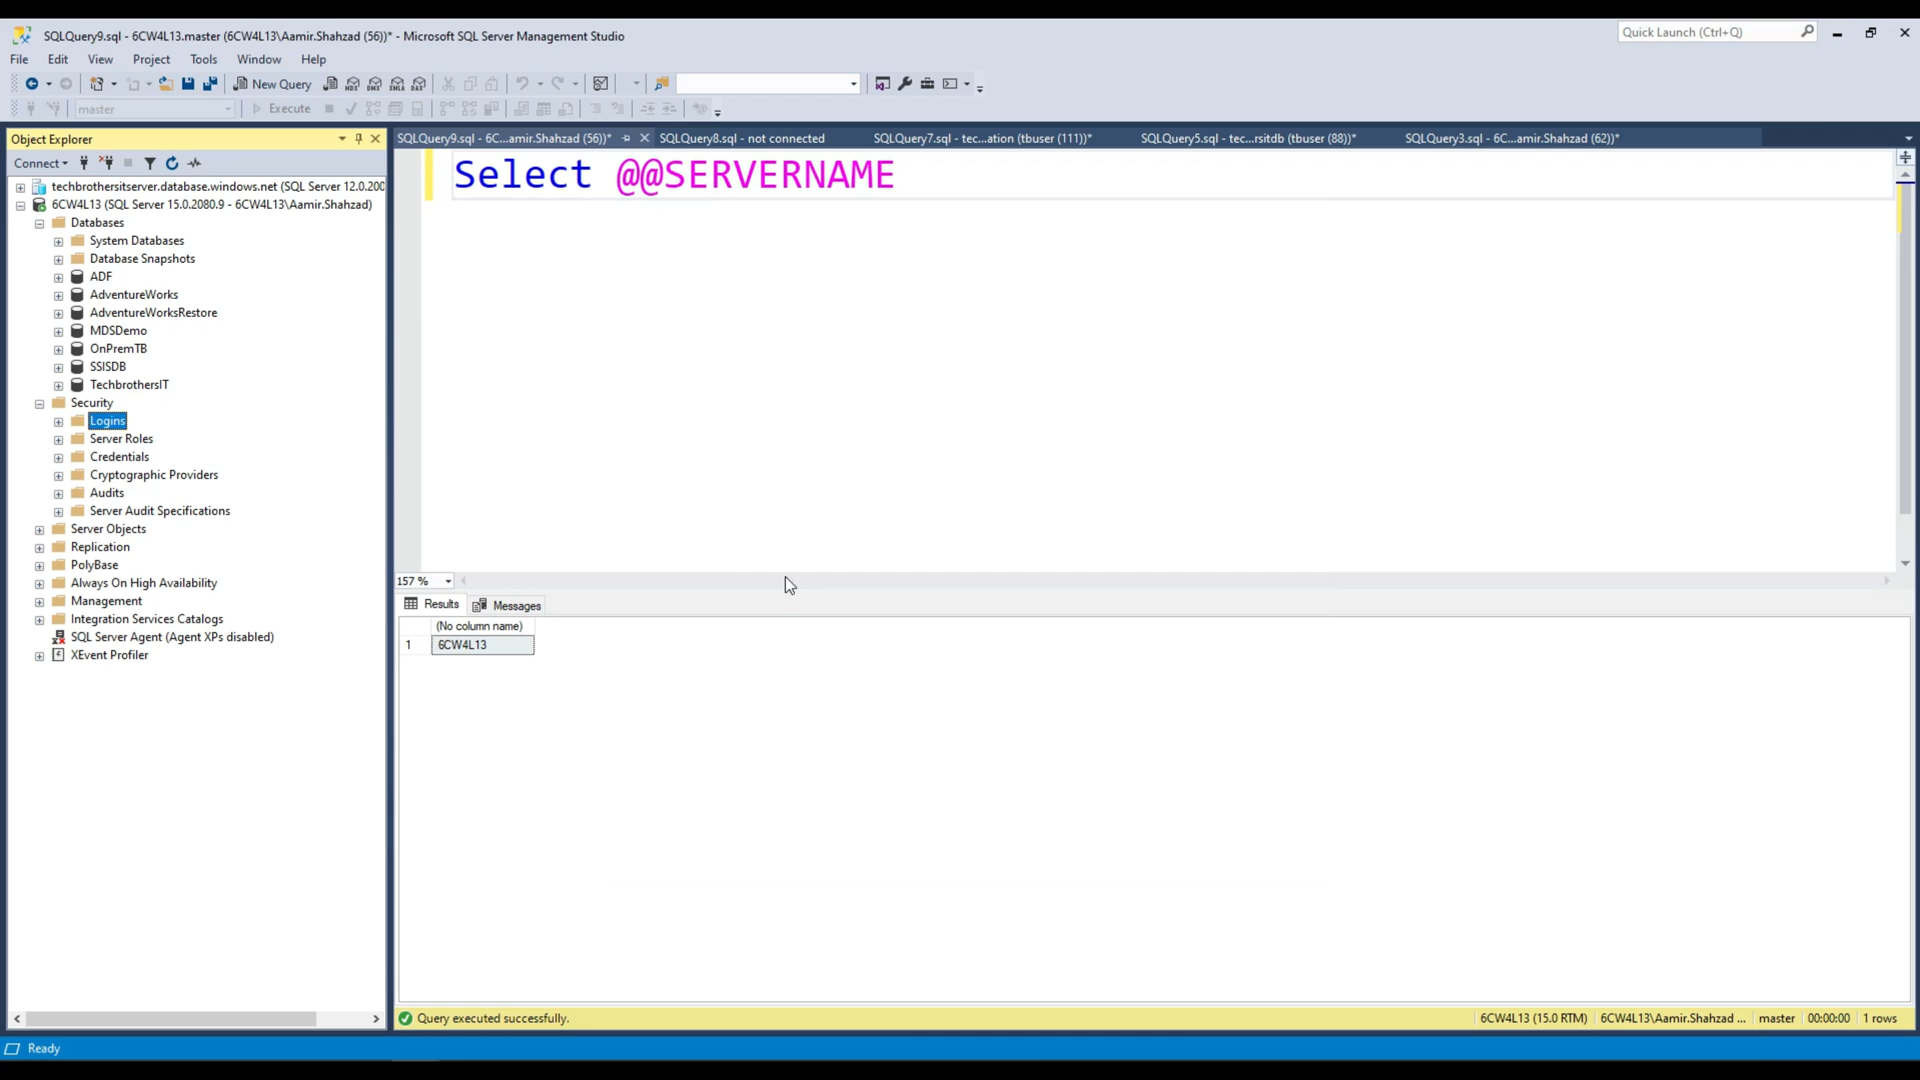 SQLQuery9.sql - 6CW4L13.master (6CW4L13\Aamir.Shahzad (56))* - Microsoft SQL Server Management Studio
Quick Launch (Ctrl+Q)
File Edit View Project Tools Window Help
New Query
master Execute
Object Explorer
SQLQuery9.sql - 6C...amir.Shahzad (56))* SQLQuery8.sql - not connected SQLQuery7.sql - tec...ation (tbuser (111))* SQLQuery5.sql - tec...rsitdb (tbuser (88))* SQLQuery3.sql - 6C...amir.Shahzad (62))*
Connect
techbrothersitserver.database.windows.net (SQL Server 12.0.200
6CW4L13 (SQL Server 15.0.2080.9 - 6CW4L13\Aamir.Shahzad)
Databases
System Databases
Database Snapshots
ADF
AdventureWorks
AdventureWorksRestore
MDSDemo
OnPremTB
SSISDB
TechbrothersIT
Security
Logins
Server Roles
Credentials
Cryptographic Providers
Audits
Server Audit Specifications
Server Objects
Replication
PolyBase
Always On High Availability
Management
Integration Services Catalogs
SQL Server Agent (Agent XPs disabled)
XEvent Profiler
Select @@SERVERNAME
157 %
Results Messages
(No column name)
1 6CW4L13
Query executed successfully.
6CW4L13 (15.0 RTM) 6CW4L13\Aamir.Shahzad ... master 00:00:00 1 rows
Ready